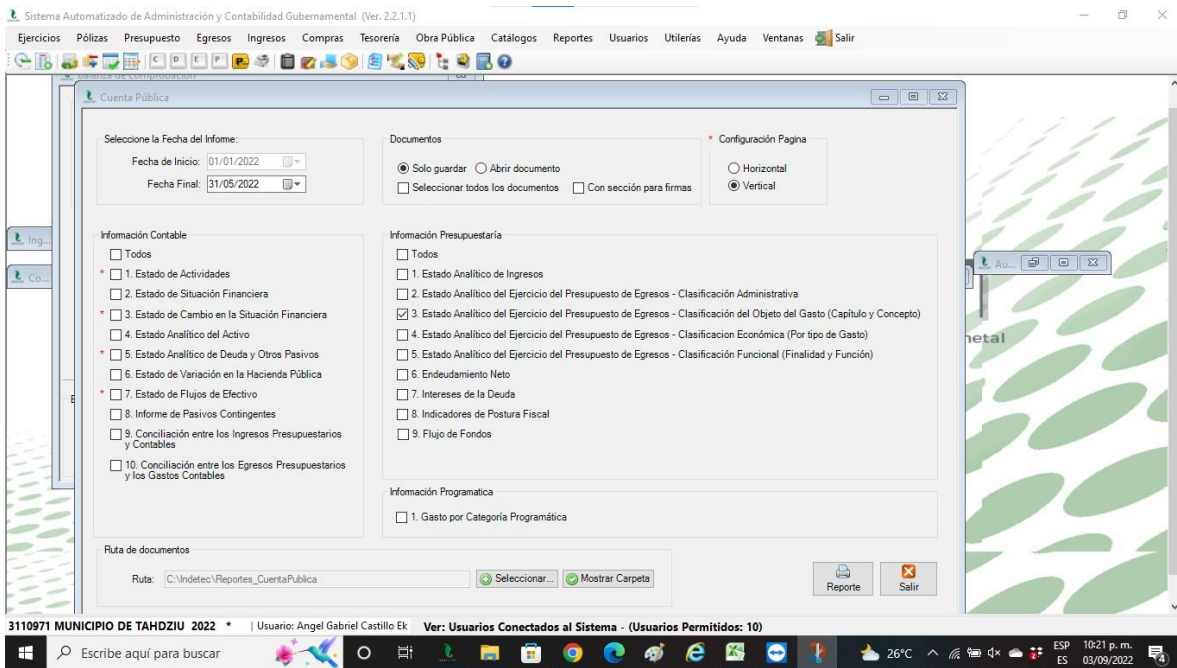 Sistema Automatizado de Administración y Contabilidad Gubernamental (Ver. 2.2.1.1)
Ejercicios Pólizas Presupuesto Egresos Ingresos Compras Tesorería Obra Pública Catálogos Reportes Usuarios Utilerías Ayuda Ventanas Salir
C D E P
Balanza de comprobación
Cuenta Pública
Seleccione la Fecha del Informe:
Fecha de Inicio: 01/01/2022
Fecha Final: 31/05/2022
Documentos
Solo guardar Abrir documento
Seleccionar todos los documentos Con sección para firmas
* Configuración Pagina
Horizontal
Vertical
Ing...
Co...
Au...
netal
Información Contable
Todos
* 1. Estado de Actividades
2. Estado de Situación Financiera
* 3. Estado de Cambio en la Situación Financiera
4. Estado Analítico del Activo
* 5. Estado Analítico de Deuda y Otros Pasivos
6. Estado de Variación en la Hacienda Pública
* 7. Estado de Flujos de Efectivo
8. Informe de Pasivos Contingentes
9. Conciliación entre los Ingresos Presupuestarios
y Contables
10. Conciliación entre los Egresos Presupuestarios
y los Gastos Contables
Información Presupuestaría
Todos
1. Estado Analítico de Ingresos
2. Estado Analítico del Ejercicio del Presupuesto de Egresos - Clasificación Administrativa
3. Estado Analítico del Ejercicio del Presupuesto de Egresos - Clasificación del Objeto del Gasto (Capítulo y Concepto)
4. Estado Analítico del Ejercicio del Presupuesto de Egresos - Clasificacion Económica (Por tipo de Gasto)
5. Estado Analítico del Ejercicio del Presupuesto de Egresos - Clasificación Funcional (Finalidad y Función)
6. Endeudamiento Neto
7. Intereses de la Deuda
8. Indicadores de Postura Fiscal
9. Flujo de Fondos
Información Programatica
1. Gasto por Categoría Programática
Ruta de documentos
Ruta: C:\Indetec\Reportes_CuentaPublica
Seleccionar... Mostrar Carpeta
Reporte Salir
3110971 MUNICIPIO DE TAHDZIU 2022 * | Usuario: Angel Gabriel Castillo Ek Ver: Usuarios Conectados al Sistema - (Usuarios Permitidos: 10)
Escribe aquí para buscar
26°C
ESP
ES
10:21 p. m.
03/09/2022